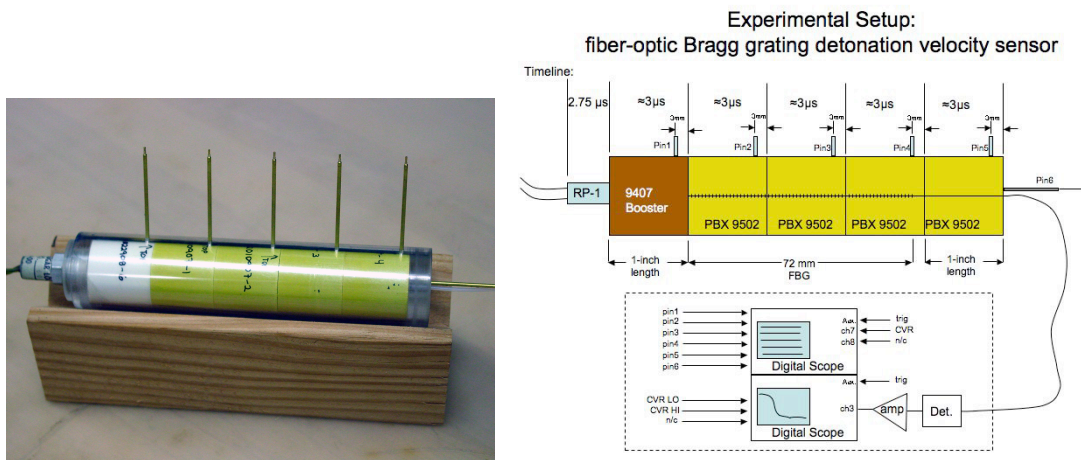 Experimental Setup:
fiber-optic Bragg grating detonation velocity sensor
Timeline:
2.75 µs
≈3µs
≈3µs
≈3µs
≈3µs
≈3µs
3mm
3mm
3mm
3mm
3mm
Pin1
Pin2
Pin3
Pin4
Pin5
Pin6
RP-1
9407
Booster
PBX 9502
PBX 9502
PBX 9502
PBX 9502
1-inch
length
72 mm
FBG
1-inch
length
pin1
pin2
pin3
pin4
pin5
pin6
Aux.
trig
ch7
CVR
ch8
n/c
Digital Scope
Aux.
trig
CVR LO
CVR HI
n/c
ch3
amp
Det.
Digital Scope